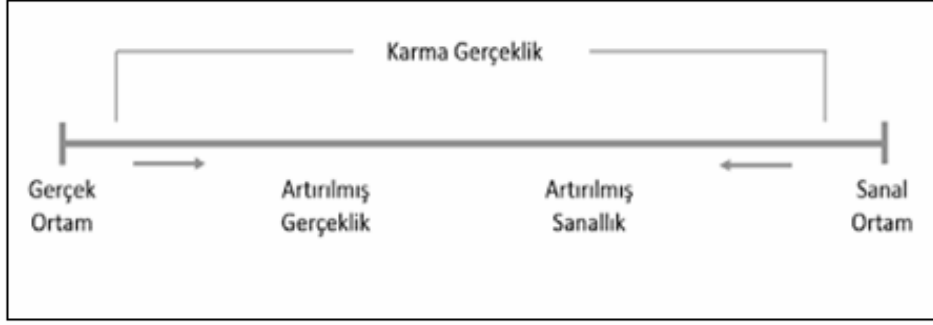 Karma Gerçeklik
Gerçek Ortam
Artırılmış Gerçeklik
Artırılmış Sanallık
Sanal Ortam